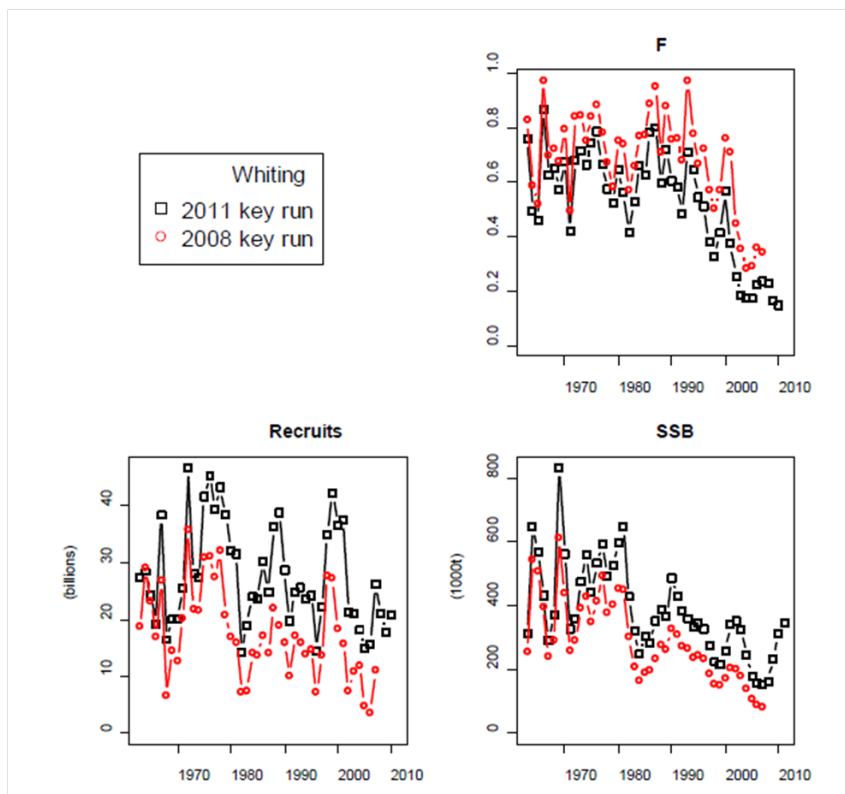 F
Whiting
2011 key run
2008 key run
0.0 0.2 0.4 0.6 0.8 1.0
1970 1980 1990 2000 2010
Recruits
(billions)
0 10 20 30 40
1970 1980 1990 2000 2010
SSB
(1000t)
0 200 400 600 800
1970 1980 1990 2000 2010